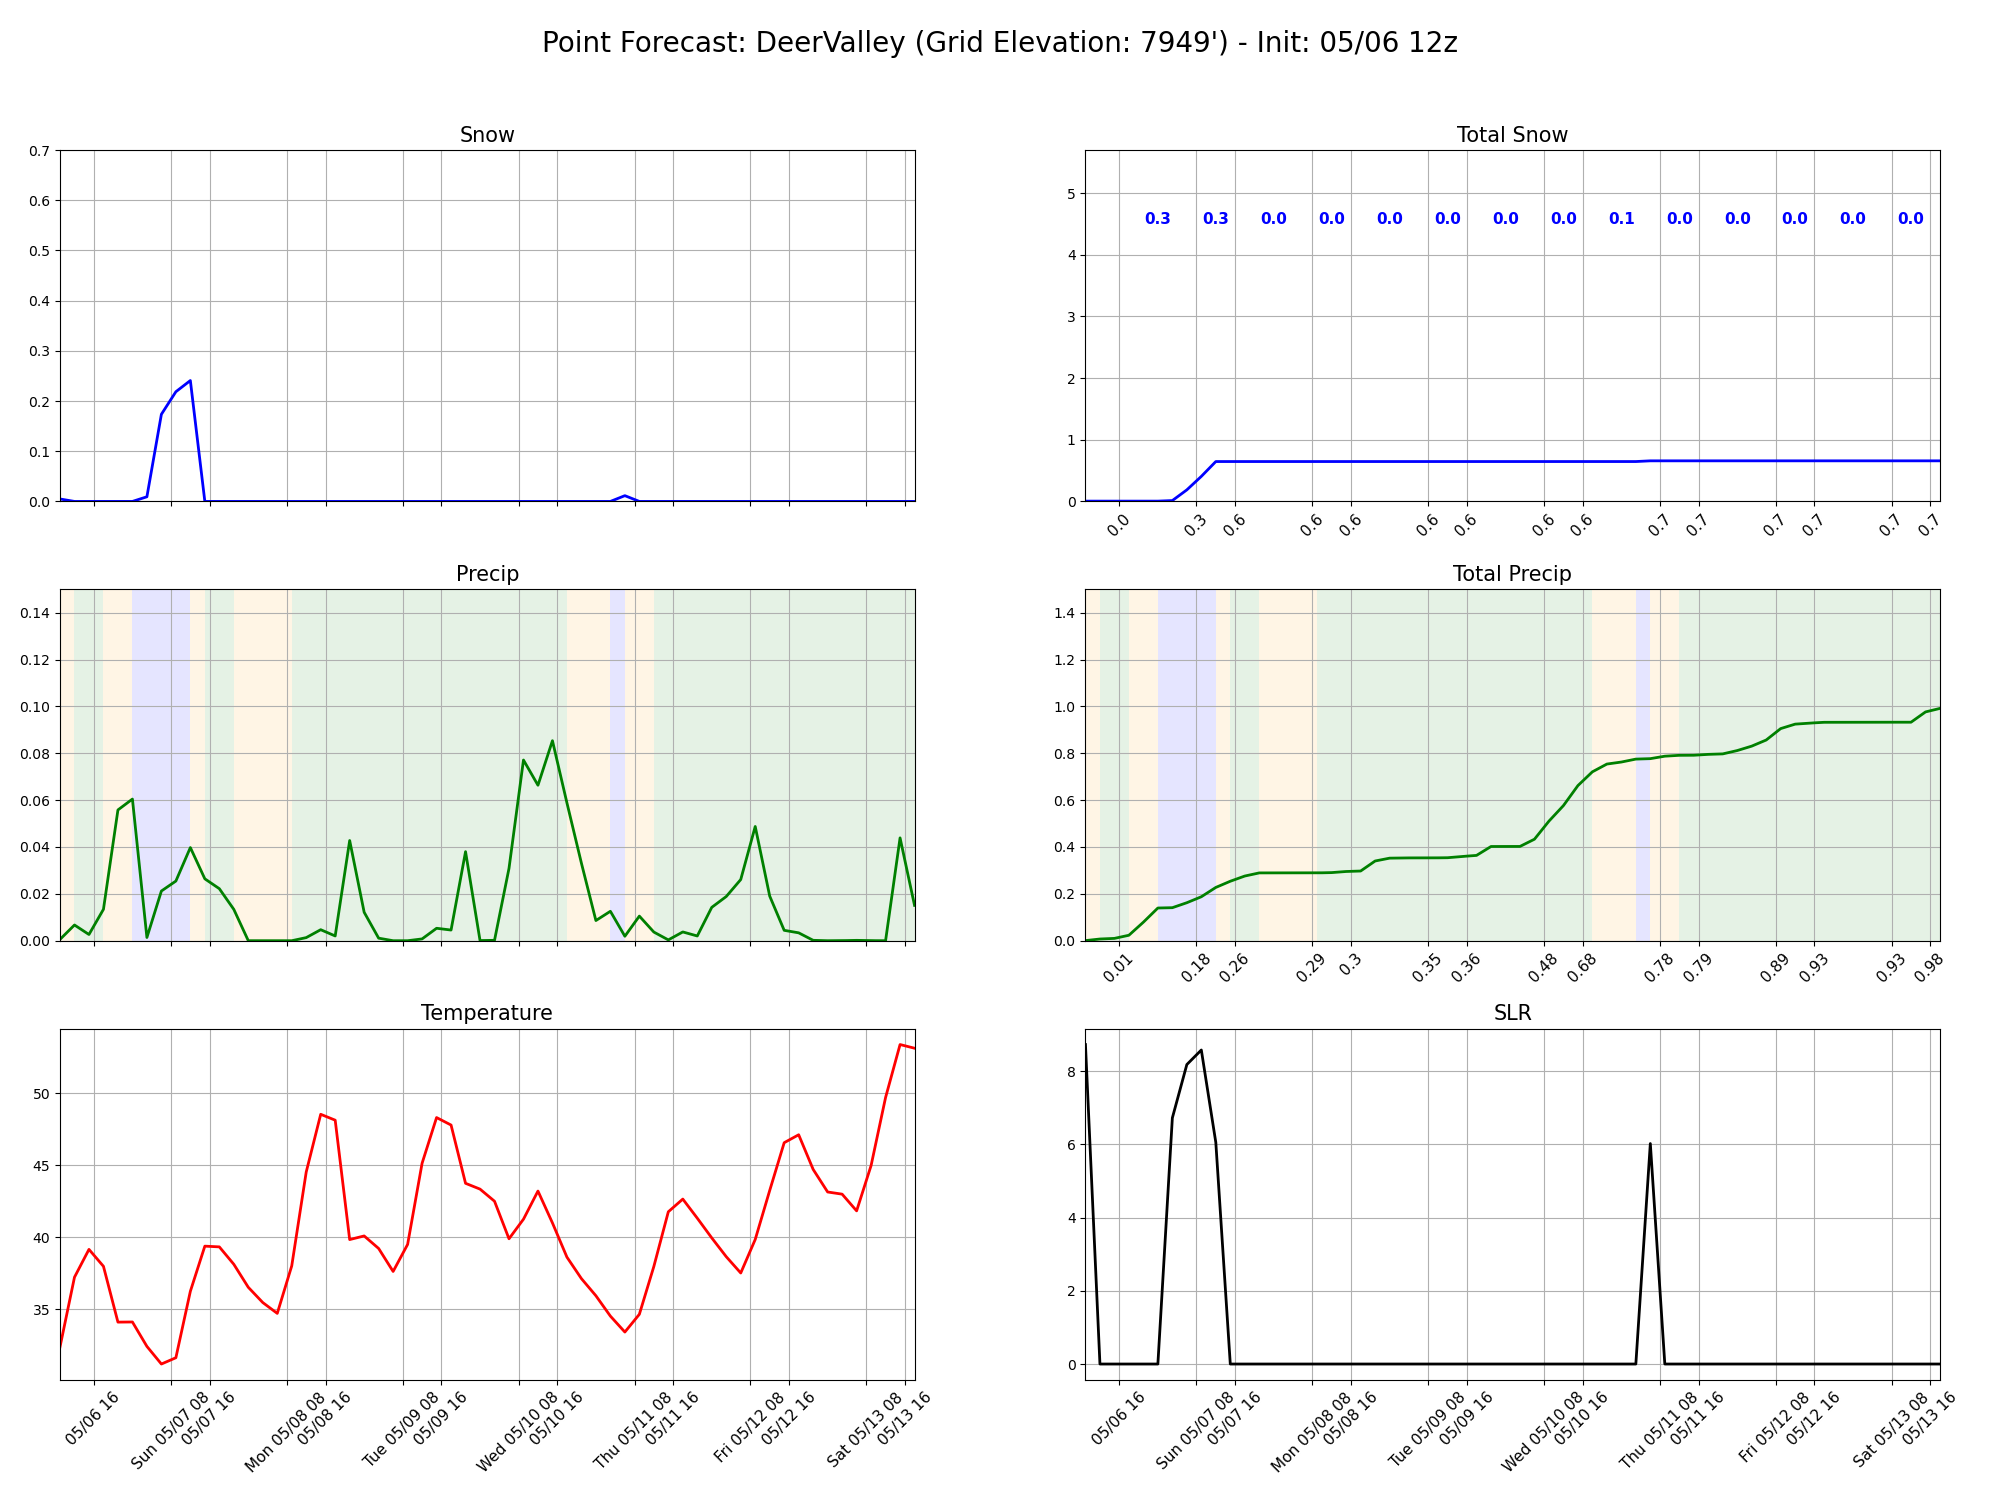 Point Forecast: DeerValley (Grid Elevation: 7949') - Init: 05/06 12z
Snow
0.7
0.6
0.5
0.4
0.3
0.2
0.1
0.0
Total Snow
5
4
3
2
1
0
0.3 0.3 0.0 0.0 0.0 0.0 0.0 0.0 0.1 0.0 0.0 0.0 0.0 0.0
0.0 0.3 0.6 0.6 0.6 0.6 0.6 0.6 0.6 0.7 0.7 0.7 0.7 0.7 0.7
Precip
0.14
0.12
0.10
0.08
0.06
0.04
0.02
0.00
Total Precip
1.4
1.2
1.0
0.8
0.6
0.4
0.2
0.0
0.01 0.18 0.26 0.29 0.3 0.35 0.36 0.48 0.68 0.78 0.79 0.89 0.93 0.93 0.98
Temperature
50
45
40
35
05/06 16
Sun 05/07 08
05/07 16
Mon 05/08 08
05/08 16
Tue 05/09 08
05/09 16
Wed 05/10 08
05/10 16
Thu 05/11 08
05/11 16
Fri 05/12 08
05/12 16
Sat 05/13 08
05/13 16
SLR
8
6
4
2
0
05/06 16
Sun 05/07 08
05/07 16
Mon 05/08 08
05/08 16
Tue 05/09 08
05/09 16
Wed 05/10 08
05/10 16
Thu 05/11 08
05/11 16
Fri 05/12 08
05/12 16
Sat 05/13 08
05/13 16